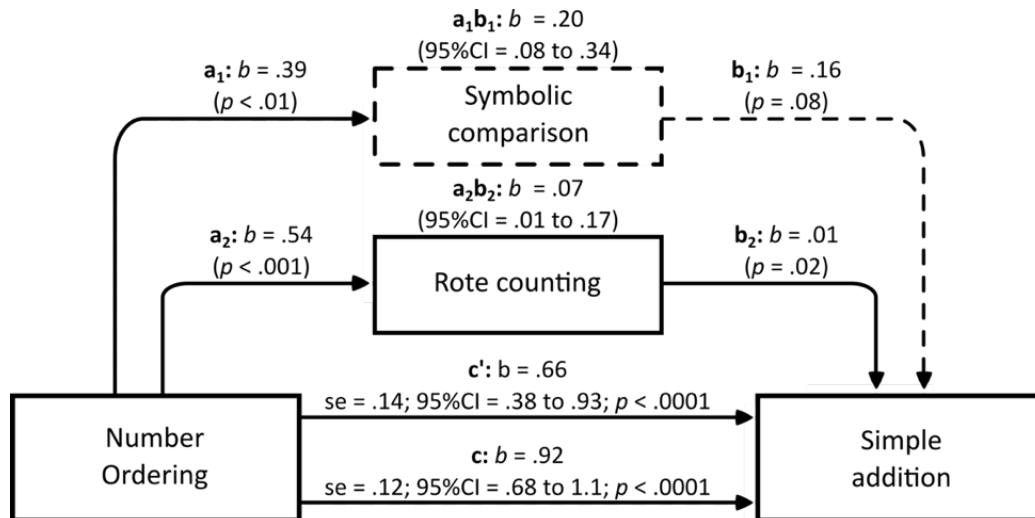 a₁b₁: b = .20
(95%CI = .08 to .34)
a₁: b = .39
(p < .01)
Symbolic
comparison
b₁: b = .16
(p = .08)
a₂b₂: b = .07
(95%CI = .01 to .17)
a₂: b = .54
(p < .001)
Rote counting
b₂: b = .01
(p = .02)
c': b = .66
se = .14; 95%CI = .38 to .93; p < .0001
Number
Ordering
Simple
addition
c: b = .92
se = .12; 95%CI = .68 to 1.1; p < .0001